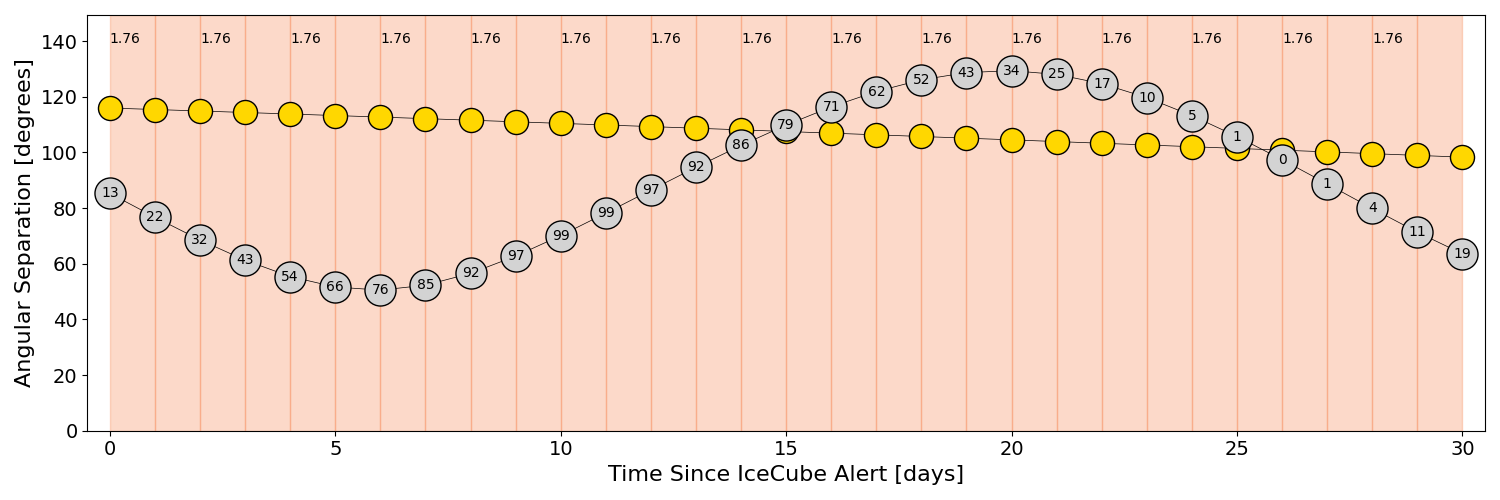 1.76 1.76 1.76 1.76 1.76 1.76 1.76 1.76 1.76 1.76 1.76 1.76 1.76 1.76 1.76
140
120
100
80
60
40
20
0
Angular Separation [degrees]
13 22 32 43 54 66 76 85 92 97 99 99 97 92 86 79 71 62 52 43 34 25 17 10 5 1 0 1 4 11 19
0 5 10 15 20 25 30
Time Since IceCube Alert [days]